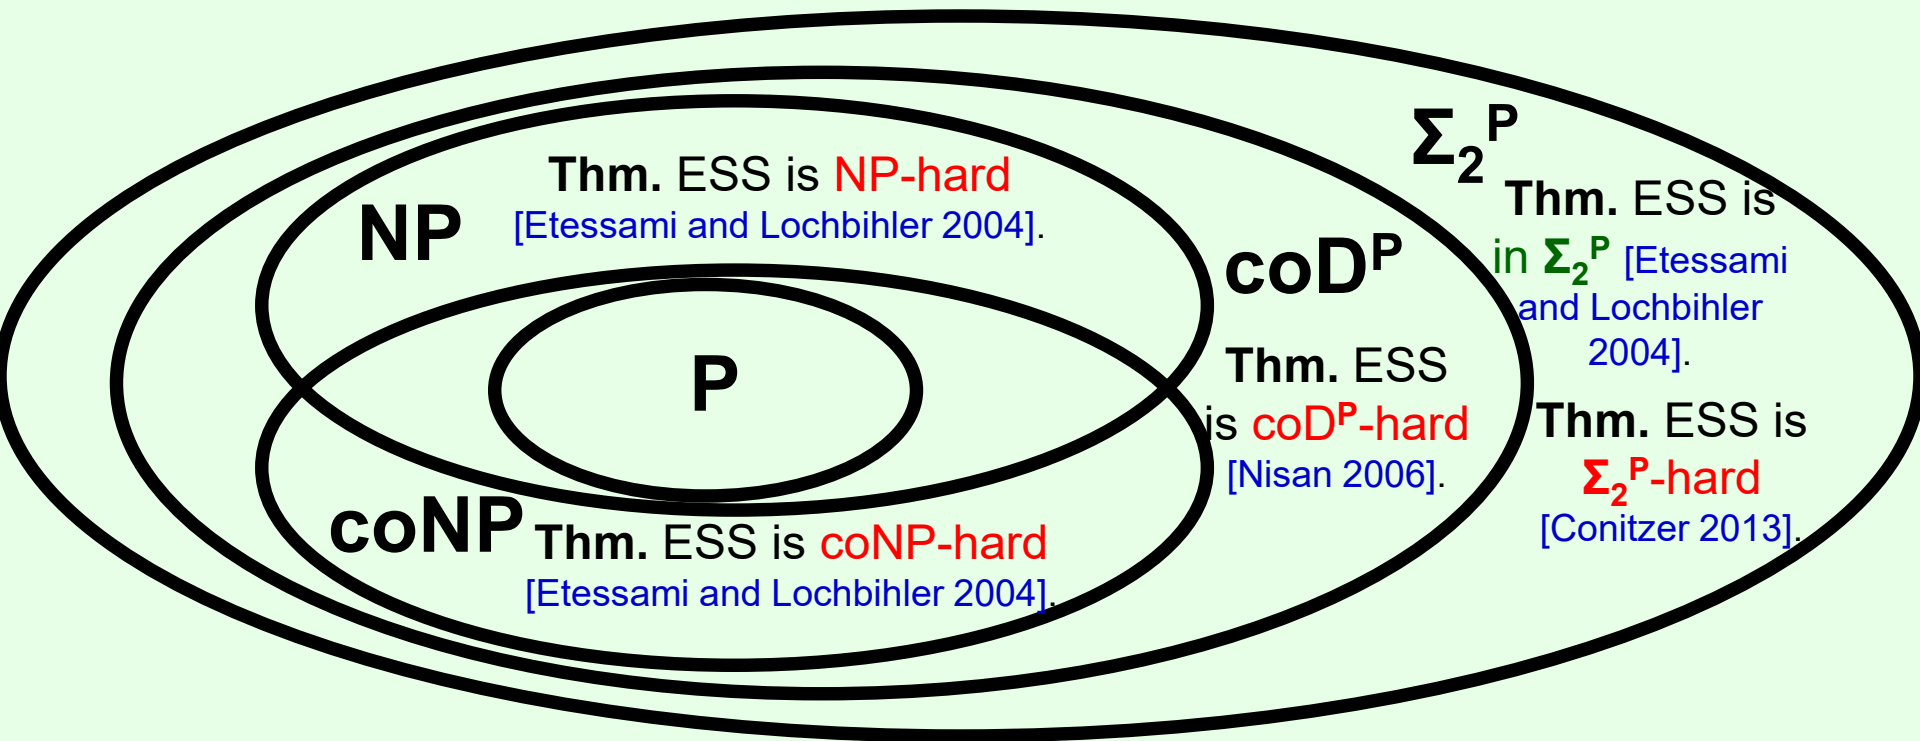 NP
Thm. ESS is NP-hard
[Etessami and Lochbihler 2004].
P
coNP
Thm. ESS is coNP-hard
[Etessami and Lochbihler 2004].
coDᴾ
Thm. ESS
is coDᴾ-hard
[Nisan 2006].
Σ₂ᴾ
Thm. ESS is
in Σ₂ᴾ [Etessami
and Lochbihler
2004].
Thm. ESS is
Σ₂ᴾ-hard
[Conitzer 2013].